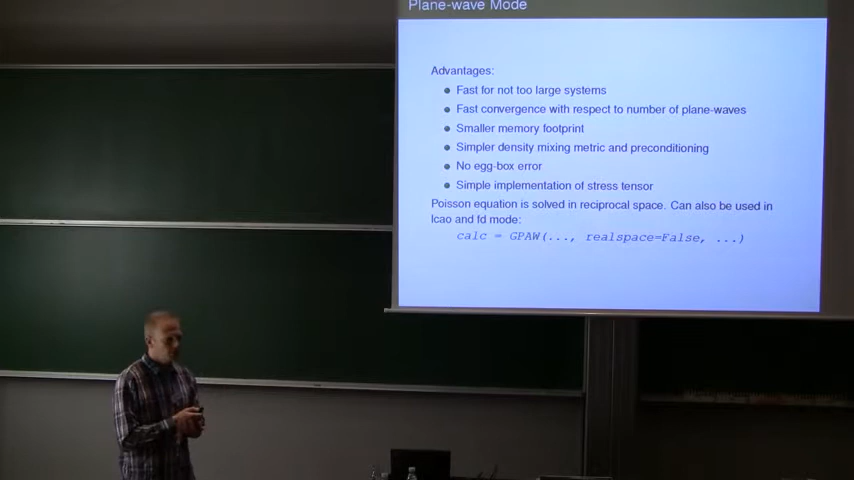 Plane-wave Mode
Advantages:
Fast for not too large systems
Fast convergence with respect to number of plane-waves
Smaller memory footprint
Simpler density mixing metric and preconditioning
No egg-box error
Simple implementation of stress tensor
Poisson equation is solved in reciprocal space. Can also be used in
lcao and fd mode:
calc = GPAW(..., realspace=False, ...)